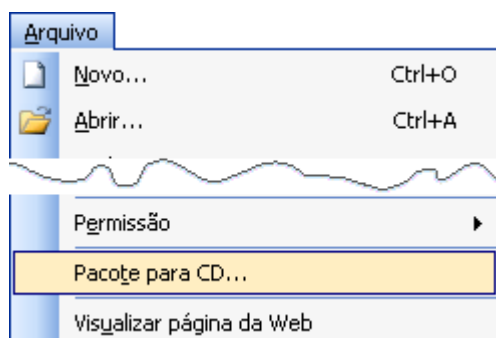 Arquivo
Novo... Ctrl+O
Abrir... Ctrl+A
Permissão
Pacote para CD...
Visualizar página da Web